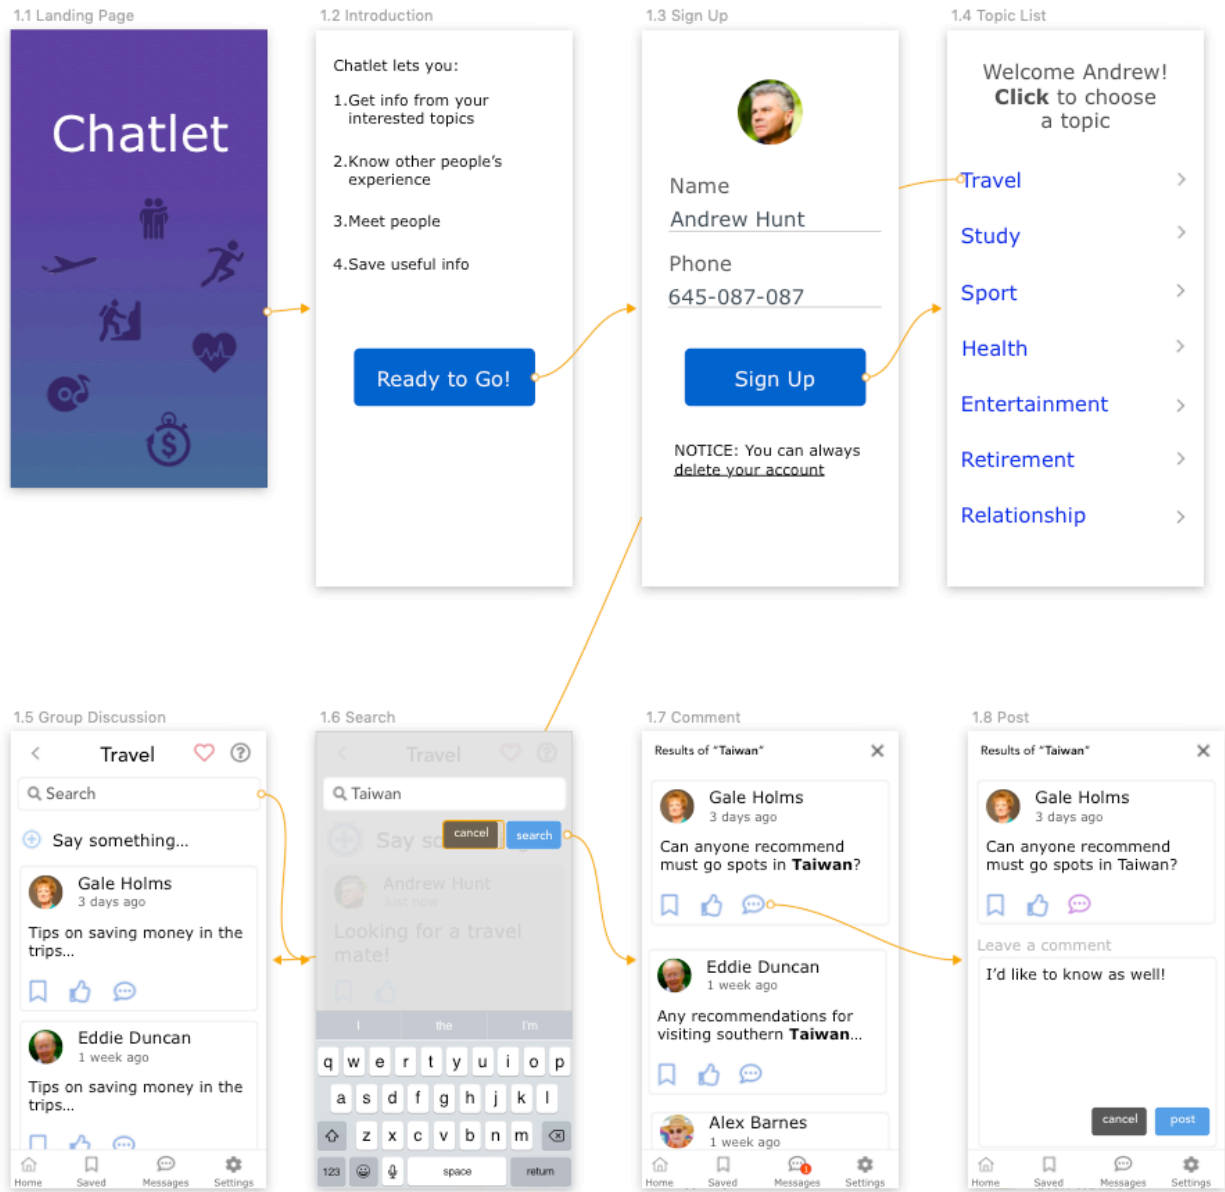 1.1 Landing Page
Chatlet
1.2 Introduction
Chatlet lets you:
1.Get info from your
interested topics
2.Know other people's
experience
3.Meet people
4.Save useful info
Ready to Go!
1.3 Sign Up
Name
Andrew Hunt
Phone
645-087-087
Sign Up
NOTICE: You can always
delete your account
1.4 Topic List
Welcome Andrew!
Click to choose
a topic
Travel
Study
Sport
Health
Entertainment
Retirement
Relationship
1.5 Group Discussion
Travel
?
Search
Say something...
Gale Holms
3 days ago
Tips on saving money in the
trips...
Eddie Duncan
1 week ago
Tips on saving money in the
trips...
Home Saved Messages Settings
1.6 Search
Travel
?
Taiwan
Say so
cancel search
Andrew Hunt
Just now
Looking for a travel
mate!
I the I'm
q w e r t y u i o p
a s d f g h j k l
z x c v b n m
123 space return
1.7 Comment
Results of "Taiwan"
Gale Holms
3 days ago
Can anyone recommend
must go spots in Taiwan?
Eddie Duncan
1 week ago
Any recommendations for
visiting southern Taiwan...
Alex Barnes
1 week ago
1
Home Saved Messages Settings
1.8 Post
Results of "Taiwan"
Gale Holms
3 days ago
Can anyone recommend
must go spots in Taiwan?
Leave a comment
I'd like to know as well!
cancel post
Home Saved Messages Settings